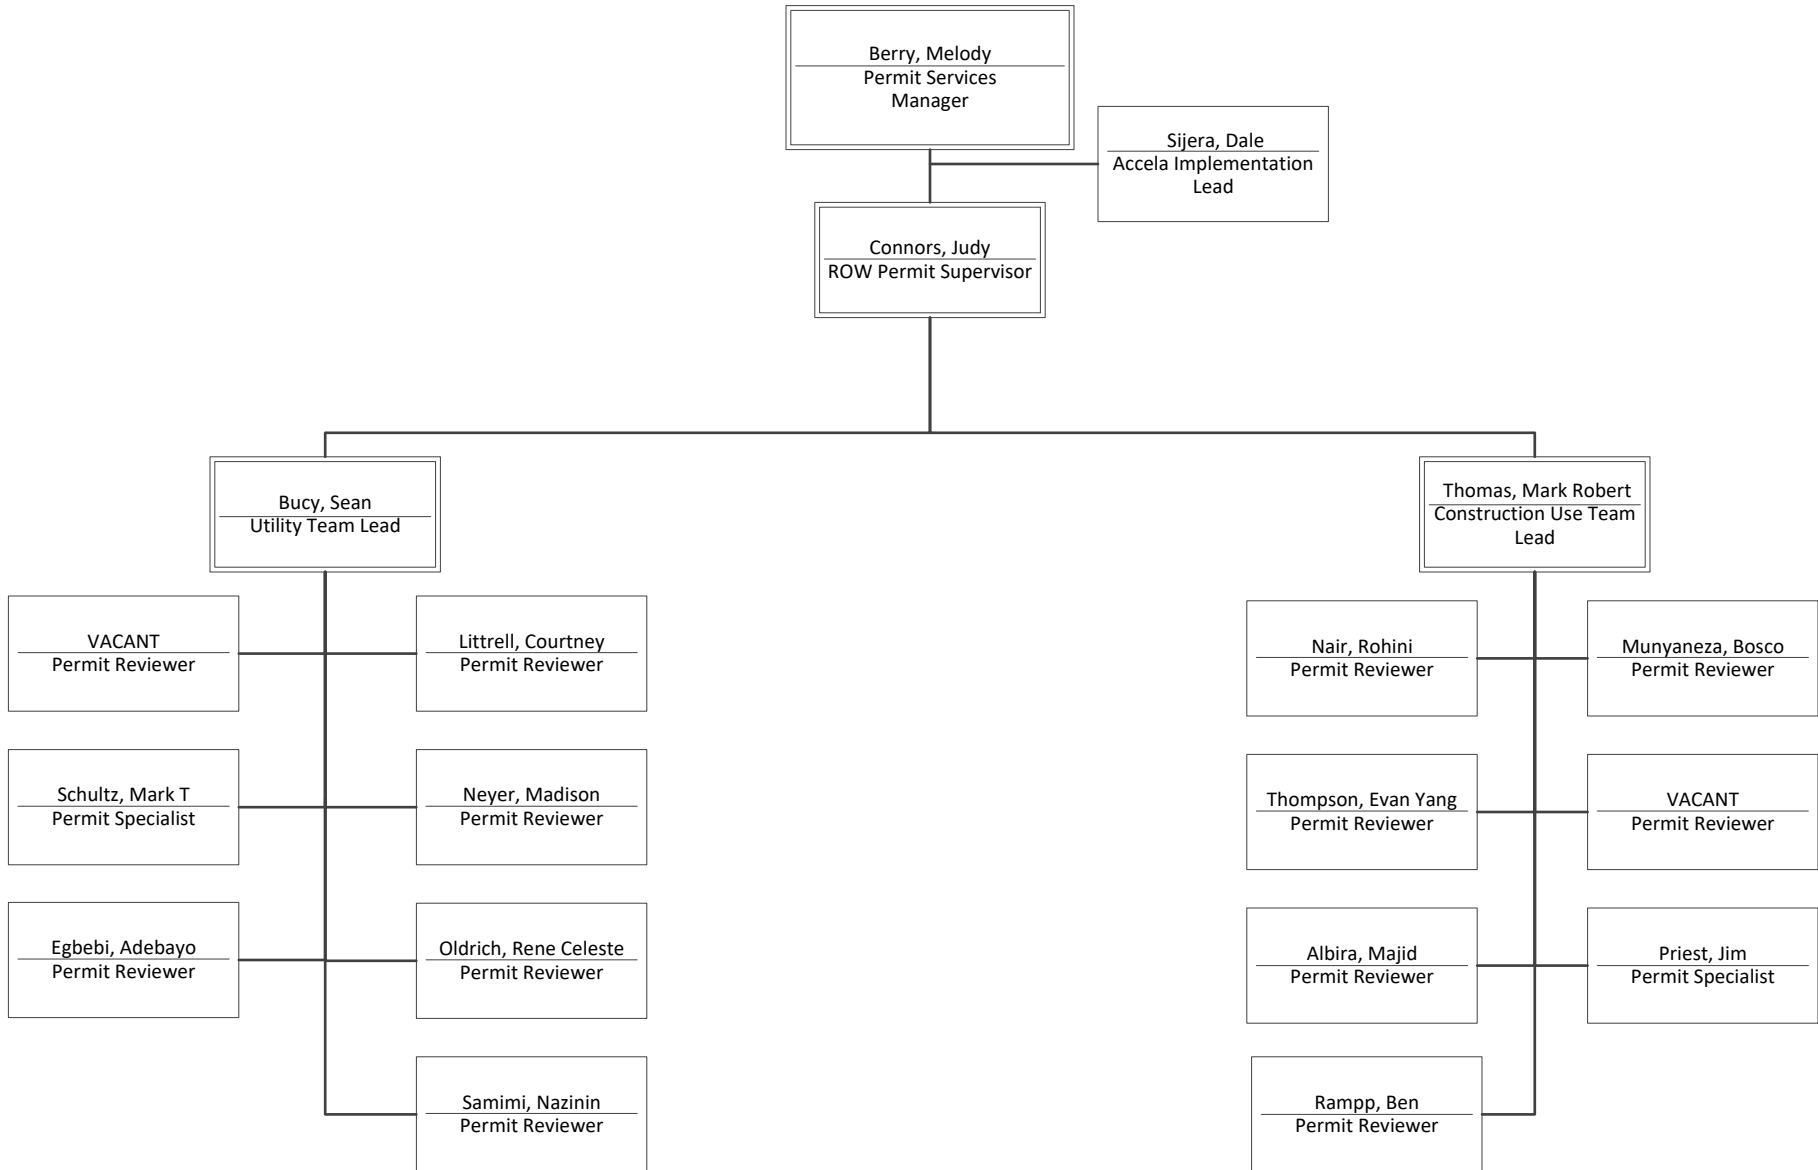 Berry, Melody
Permit Services
Manager
Sijera, Dale
Accela Implementation
Lead
Connors, Judy
ROW Permit Supervisor
Bucy, Sean
Utility Team Lead
Thomas, Mark Robert
Construction Use Team
Lead
VACANT
Permit Reviewer
Littrell, Courtney
Permit Reviewer
Nair, Rohini
Permit Reviewer
Munyaneza, Bosco
Permit Reviewer
Schultz, Mark T
Permit Specialist
Neyer, Madison
Permit Reviewer
Thompson, Evan Yang
Permit Reviewer
VACANT
Permit Reviewer
Egbebi, Adebayo
Permit Reviewer
Oldrich, Rene Celeste
Permit Reviewer
Albira, Majid
Permit Reviewer
Priest, Jim
Permit Specialist
Samimi, Nazinin
Permit Reviewer
Rampp, Ben
Permit Reviewer